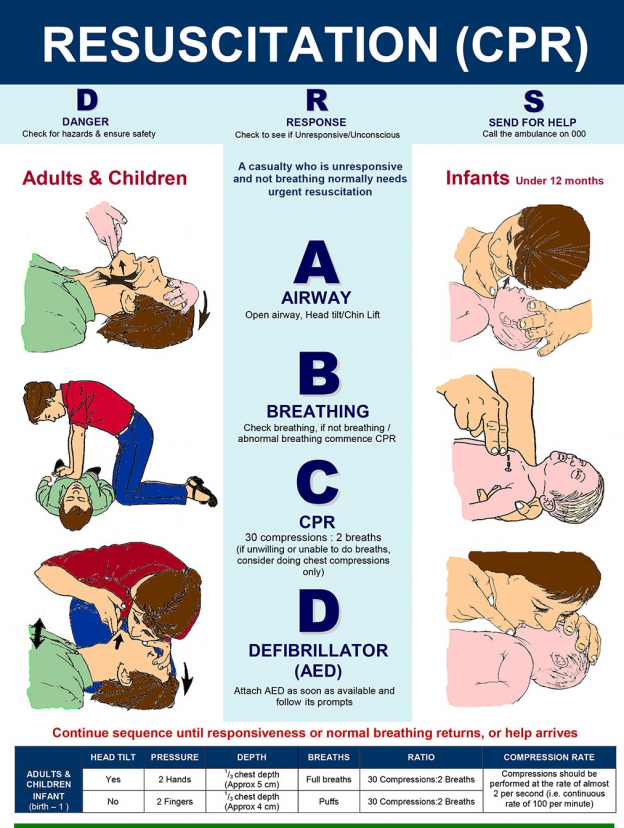 RESUSCITATION (CPR)
D
DANGER
Check for hazards & ensure safety
R
RESPONSE
Check to see if Unresponsive/Unconscious
S
SEND FOR HELP
Call the ambulance on 000
Adults & Children
A casualty who is unresponsive
and not breathing normally needs
urgent resuscitation
Infants Under 12 months
A
AIRWAY
Open airway, Head tilt/Chin Lift
B
BREATHING
Check breathing, if not breathing /
abnormal breathing commence CPR
C
CPR
30 compressions : 2 breaths
(if unwilling or unable to do breaths,
consider doing chest compressions
only)
D
DEFIBRILLATOR
(AED)
Attach AED as soon as available and
follow its prompts
Continue sequence until responsiveness or normal breathing returns, or help arrives
HEAD TILT PRESSURE DEPTH BREATHS RATIO COMPRESSION RATE
ADULTS &
CHILDREN
Yes
2 Hands
1/3 chest depth
(Approx 5 cm)
Full breaths
30 Compressions:2 Breaths
Compressions should be
performed at the rate of almost
2 per second (i.e. continuous
rate of 100 per minute)
INFANT
(birth – 1 )
No
2 Fingers
1/3 chest depth
(Approx 4 cm)
Puffs
30 Compressions:2 Breaths